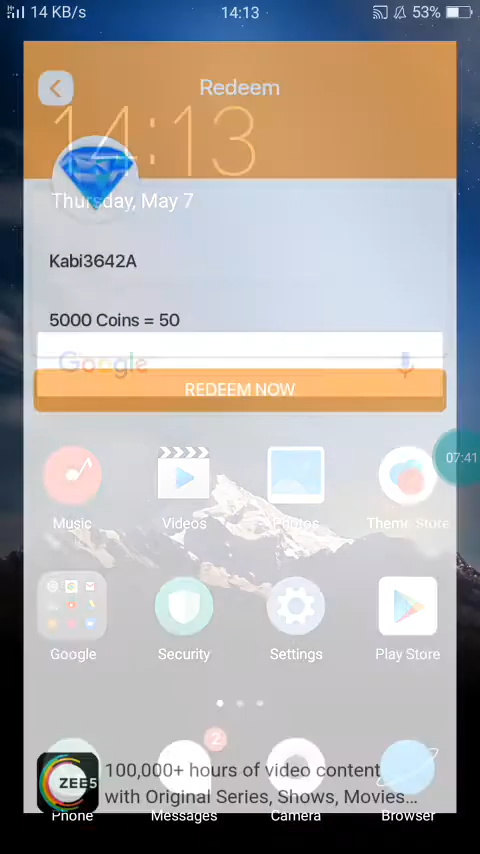 14 KB/s 14:13 53%
Redeem
14:13
Thursday, May 7
Kabi3642A
5000 Coins = 50
Google
REDEEM NOW
07:41
Music Videos Photos Theme Store
Google Security Settings Play Store
2
ZEE5
100,000+ hours of video content
with Original Series, Shows, Movies...
Phone Messages Camera Browser